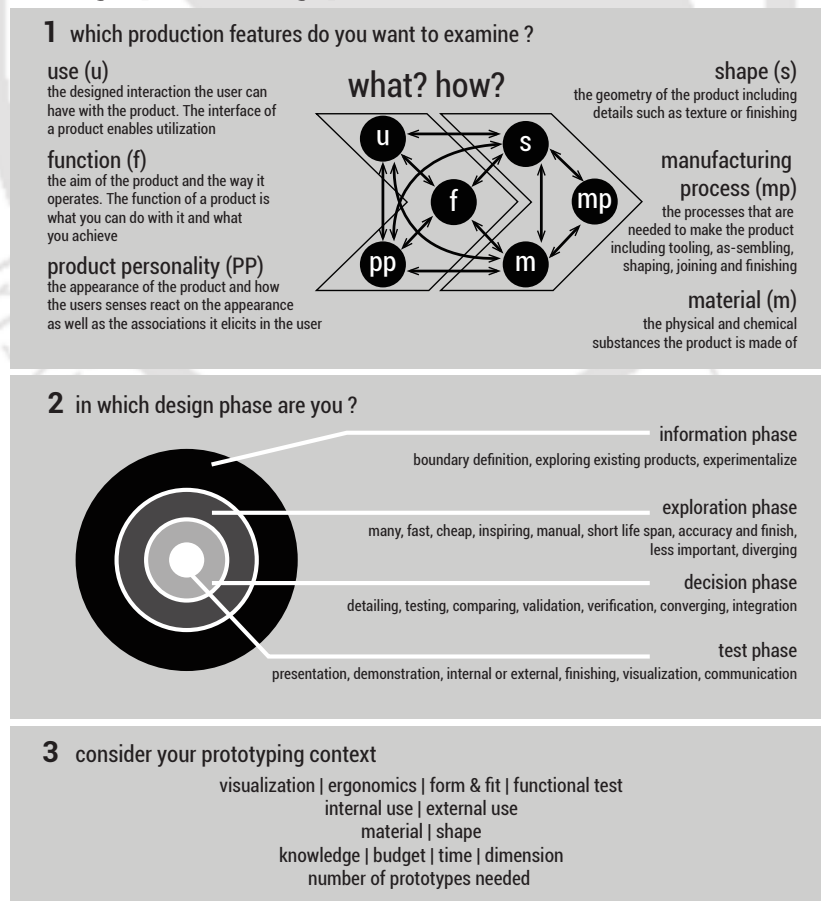 1 which production features do you want to examine ?
use (u)
the designed interaction the user can
have with the product. The interface of
a product enables utilization
function (f)
the aim of the product and the way it
operates. The function of a product is
what you can do with it and what
you achieve
product personality (PP)
the appearance of the product and how
the users senses react on the appearance
as well as the associations it elicits in the user
what? how?
u
s
f
mp
pp
m
shape (s)
the geometry of the product including
details such as texture or finishing
manufacturing
process (mp)
the processes that are
needed to make the product
including tooling, as-sembling,
shaping, joining and finishing
material (m)
the physical and chemical
substances the product is made of
2 in which design phase are you ?
information phase
boundary definition, exploring existing products, experimentalize
exploration phase
many, fast, cheap, inspiring, manual, short life span, accuracy and finish,
less important, diverging
decision phase
detailing, testing, comparing, validation, verification, converging, integration
test phase
presentation, demonstration, internal or external, finishing, visualization, communication
3 consider your prototyping context
visualization | ergonomics | form & fit | functional test
internal use | external use
material | shape
knowledge | budget | time | dimension
number of prototypes needed